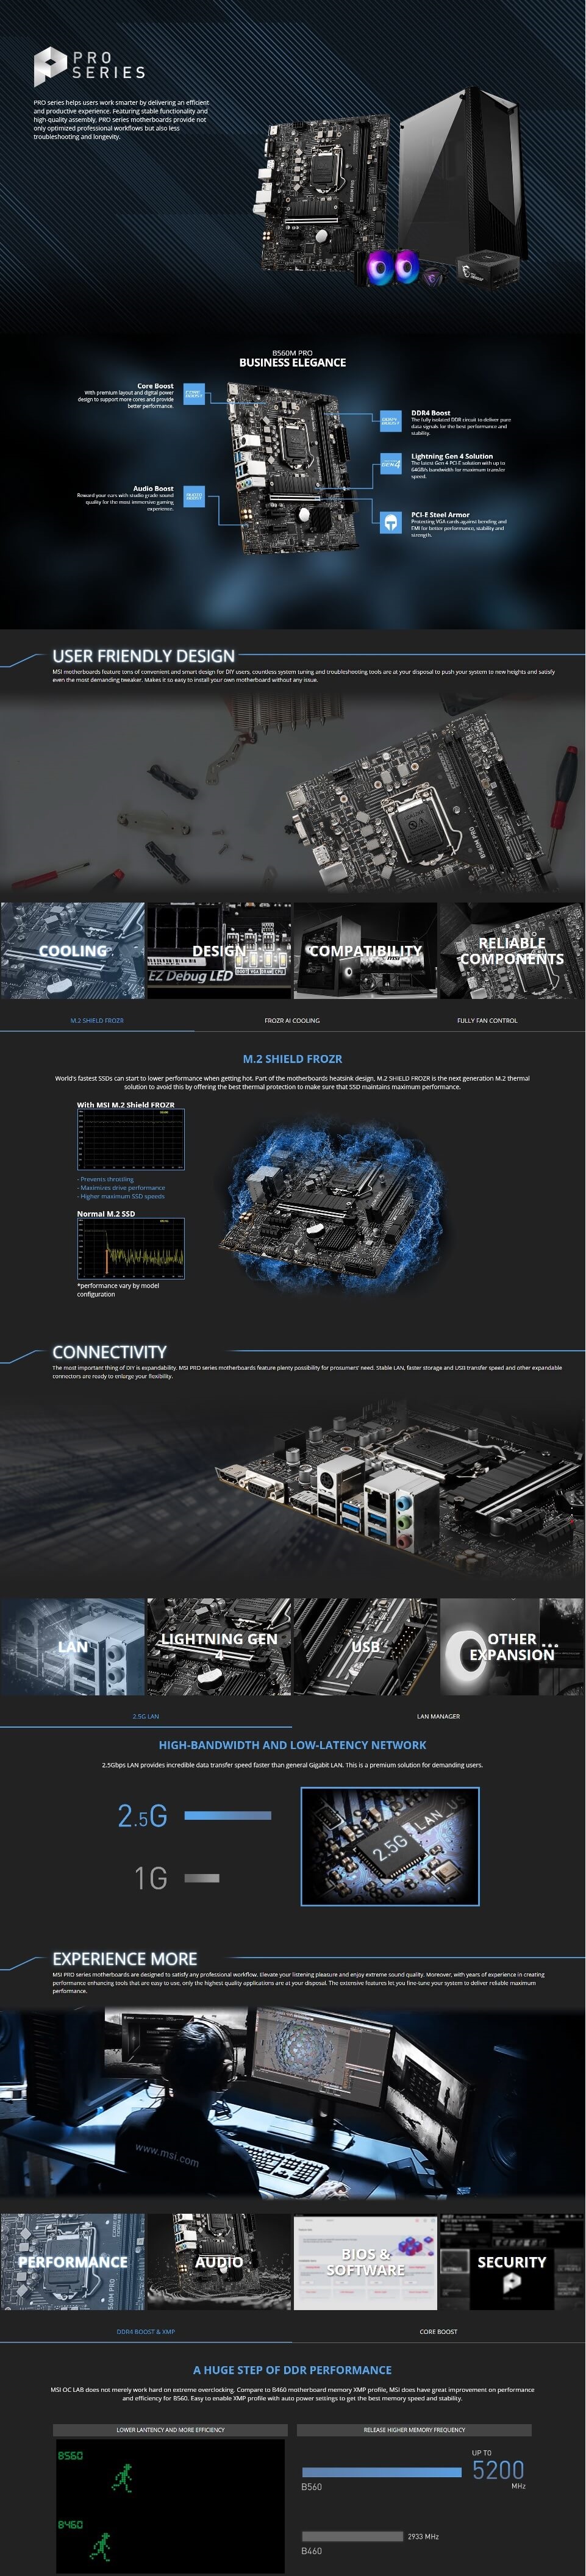 PRO
SERIES
PRO series helps users work smarter by delivering an efficient
and productive experience. Featuring stable functionality and
high-quality assembly, PRO series motherboards provide not
only optimized professional workflows but also less
troubleshooting and longevity.
B560M PRO
BUSINESS ELEGANCE
Core Boost
With premium layout and digital power
design to support more cores and provide
better performance.
DDR4 Boost
The fully isolated DDR circuit to deliver pure
data signals for the best performance and
stability.
Lightning Gen 4 Solution
The latest Gen 4 PCI-E solution with up to
64GB/s bandwidth for maximum transfer
speed.
Audio Boost
Reward your ears with studio grade sound
quality for the most immersive gaming
experience.
PCI-E Steel Armor
Protecting VGA cards against bending and
EMI for better performance, stability and
strength.
USER FRIENDLY DESIGN
MSI motherboards feature tons of convenient and smart design for DIY users, countless system tuning and troubleshooting tools are at your disposal to push your system to new heights and satisfy
even the most demanding tweaker. Makes it so easy to install your own motherboard without any issue.
B560M PRO
COOLING
DESIGN
EZ Debug LED
BOOT VGA DRAM CPU
COMPATIBILITY
RELIABLE
COMPONENTS
M.2 SHIELD FROZR
FROZR AI COOLING
FULLY FAN CONTROL
M.2 SHIELD FROZR
World's fastest SSDs can start to lower performance when getting hot. Part of the motherboards heatsink design, M.2 SHIELD FROZR is the next generation M.2 thermal
solution to avoid this by offering the best thermal protection to make sure that SSD maintains maximum performance.
With MSI M.2 Shield FROZR
- Prevents throttling
- Maximizes drive performance
- Higher maximum SSD speeds
Normal M.2 SSD
*performance vary by model
configuration
CONNECTIVITY
The most important thing of DIY is expandability. MSI PRO series motherboards feature plenty possibility for prosumers' need. Stable LAN, faster storage and USB transfer speed and other expandable
connectors are ready to enlarge your flexibility.
LAN
LIGHTNING GEN
4
USB
OTHER
EXPANSION
2.5G LAN
LAN MANAGER
HIGH-BANDWIDTH AND LOW-LATENCY NETWORK
2.5Gbps LAN provides incredible data transfer speed faster than general Gigabit LAN. This is a premium solution for demanding users.
2.5G
1G
2.5G LAN
EXPERIENCE MORE
MSI PRO series motherboards are designed to satisfy any professional workflow. Elevate your listening pleasure and enjoy extreme sound quality. Moreover, with years of experience in creating
performance enhancing tools that are easy to use, only the highest quality applications are at your disposal. The extensive features let you fine-tune your system to deliver reliable maximum
performance.
www.msi.com
PERFORMANCE
AUDIO
BIOS &
SOFTWARE
SECURITY
DDR4 BOOST & XMP
CORE BOOST
A HUGE STEP OF DDR PERFORMANCE
MSI OC LAB does not merely work hard on extreme overclocking. Compare to B460 motherboard memory XMP profile, MSI does have great improvement on performance
and efficiency for B560. Easy to enable XMP profile with auto power settings to get the best memory speed and stability.
LOWER LANTENCY AND MORE EFFICIENCY
RELEASE HIGHER MEMORY FREQUENCY
B560
B460
UP TO
5200
MHz
B560
2933 MHz
B460